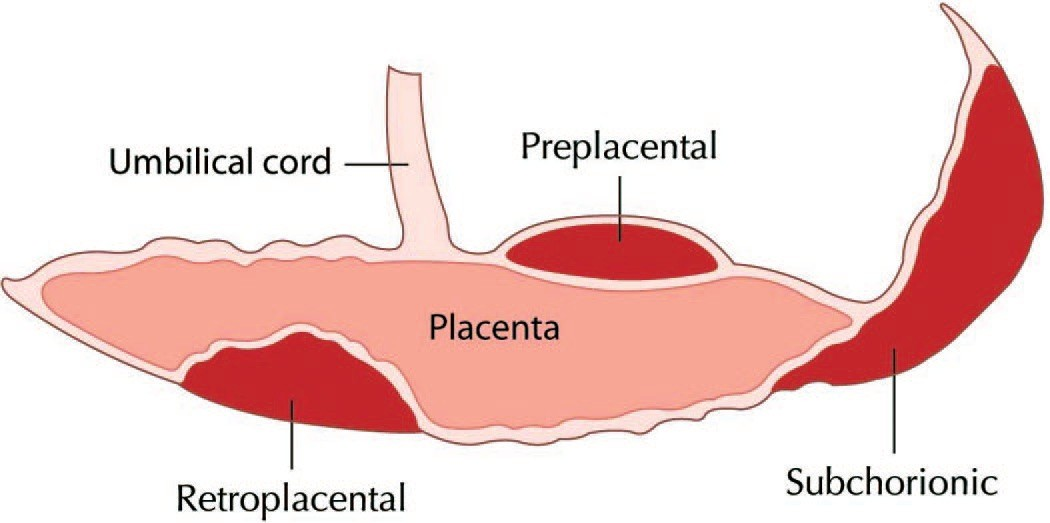 Preplacental
Umbilical cord
Placenta
Subchorionic
Retroplacental